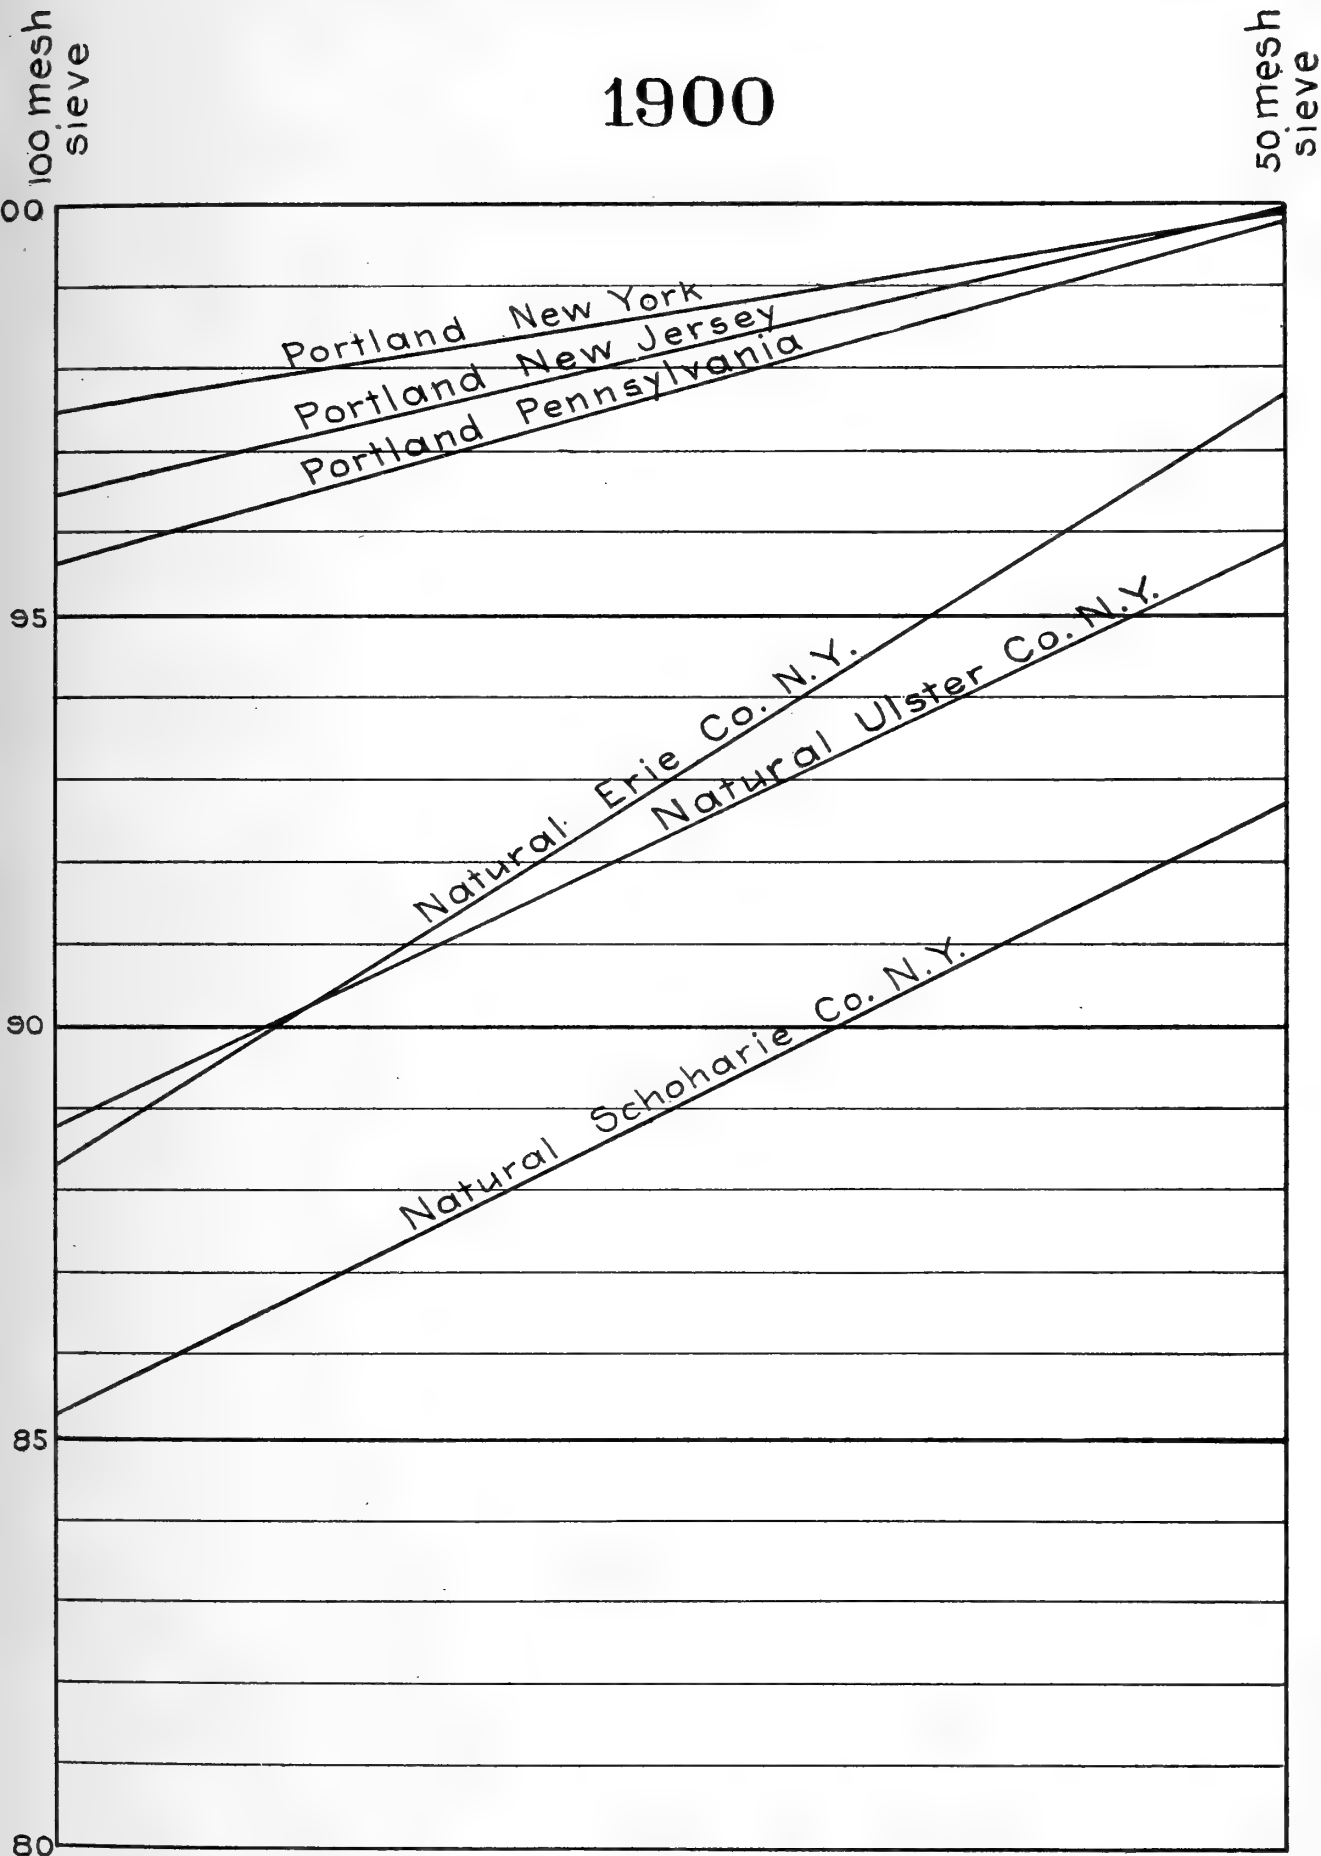 100 mesh
sieve
1900
50 mesh
sieve
00
Portland New York
Portland New Jersey
Portland Pennsylvania
95
Natural Erie Co. N.Y.
Natural Ulster Co. N.Y.
90
Natural Schoharie Co. N.Y.
85
80